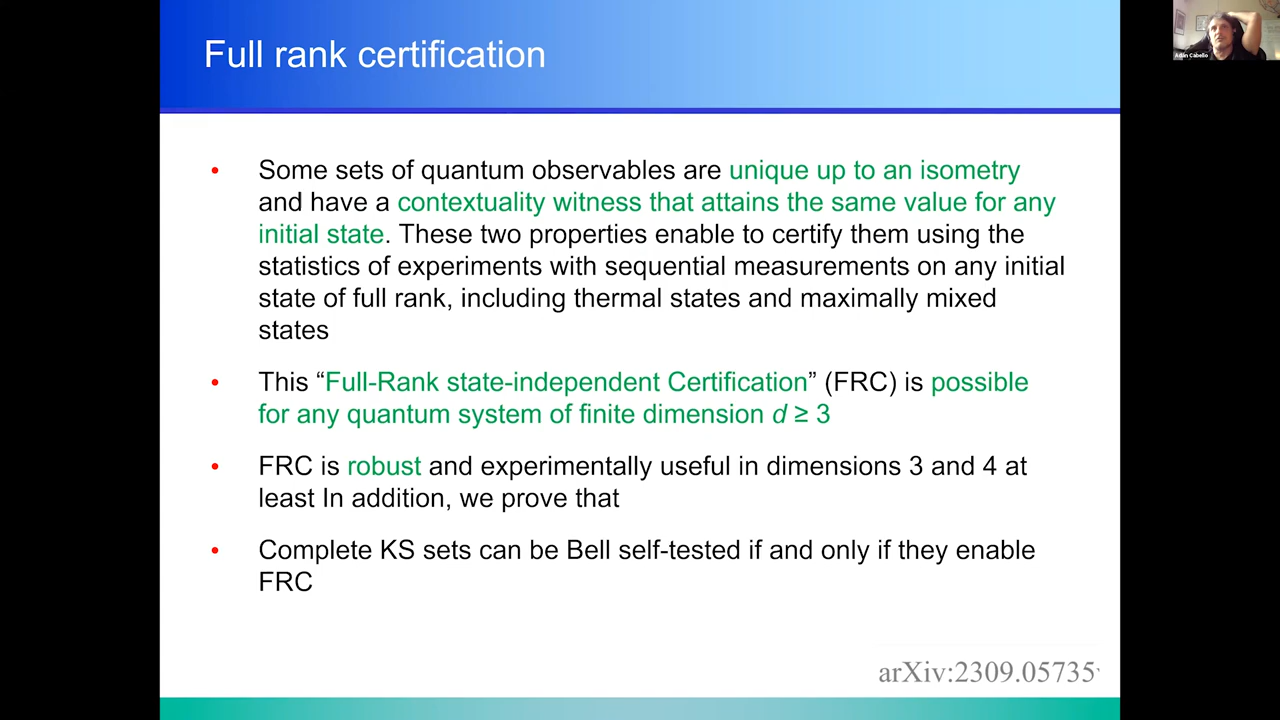 Full rank certification
Adán Cabello
• Some sets of quantum observables are unique up to an isometry
and have a contextuality witness that attains the same value for any
initial state. These two properties enable to certify them using the
statistics of experiments with sequential measurements on any initial
state of full rank, including thermal states and maximally mixed
states
• This “Full-Rank state-independent Certification” (FRC) is possible
for any quantum system of finite dimension d ≥ 3
• FRC is robust and experimentally useful in dimensions 3 and 4 at
least In addition, we prove that
• Complete KS sets can be Bell self-tested if and only if they enable
FRC
arXiv:2309.05735